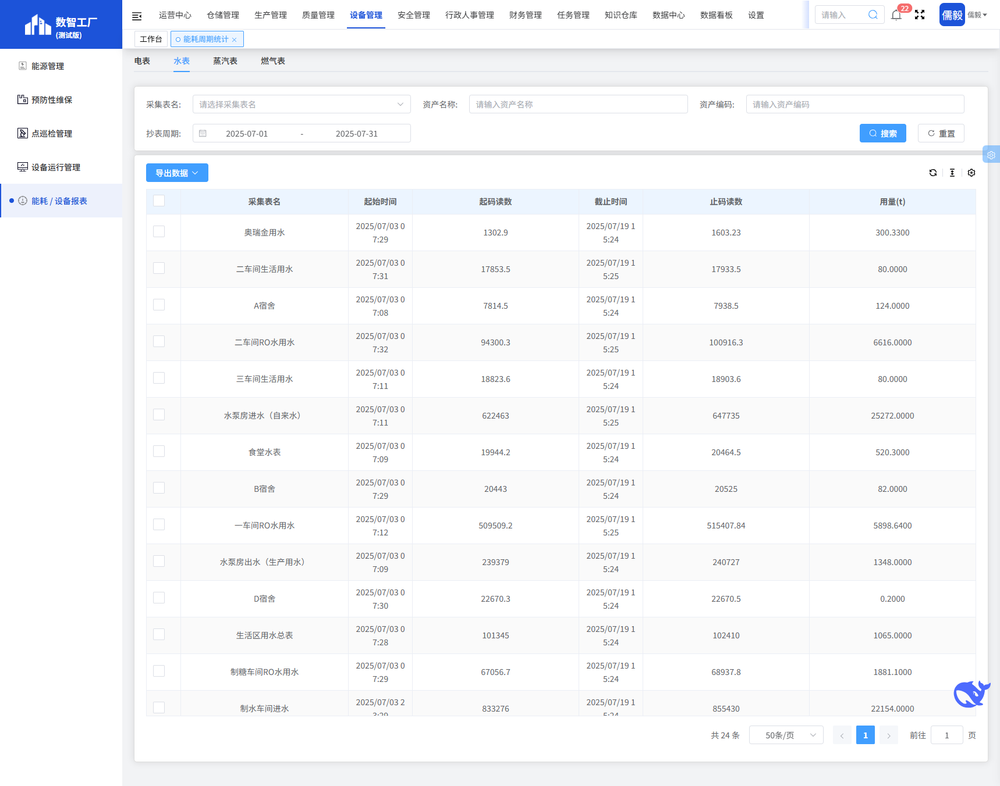 数智工厂
(测试版)
运营中心 仓储管理 生产管理 质量管理 设备管理 安全管理 行政人事管理 财务管理 任务管理 知识仓库 数据中心 数据看板 设置
请输入
22
儒毅
儒毅
工作台
能耗周期统计
能源管理
预防性维保
点巡检管理
设备运行管理
能耗 / 设备报表
电表 水表 蒸汽表 燃气表
采集表名: 请选择采集表名 资产名称: 请输入资产名称 资产编码: 请输入资产编码
抄表周期: 2025-07-01 - 2025-07-31 搜索 重置
导出数据
采集表名 起始时间 起码读数 截止时间 止码读数 用量(t)
奥瑞金用水 2025/07/03 07:29 1302.9 2025/07/19 15:24 1603.23 300.3300
二车间生活用水 2025/07/03 07:31 17853.5 2025/07/19 15:25 17933.5 80.0000
A宿舍 2025/07/03 07:08 7814.5 2025/07/19 15:24 7938.5 124.0000
二车间RO水用水 2025/07/03 07:32 94300.3 2025/07/19 15:25 100916.3 6616.0000
三车间生活用水 2025/07/03 07:11 18823.6 2025/07/19 15:24 18903.6 80.0000
水泵房进水（自来水） 2025/07/03 07:11 622463 2025/07/19 15:25 647735 25272.0000
食堂水表 2025/07/03 07:09 19944.2 2025/07/19 15:24 20464.5 520.3000
B宿舍 2025/07/03 07:29 20443 2025/07/19 15:24 20525 82.0000
一车间RO水用水 2025/07/03 07:12 509509.2 2025/07/19 15:25 515407.84 5898.6400
水泵房出水（生产用水） 2025/07/03 07:09 239379 2025/07/19 15:24 240727 1348.0000
D宿舍 2025/07/03 07:30 22670.3 2025/07/19 15:24 22670.5 0.2000
生活区用水总表 2025/07/03 07:28 101345 2025/07/19 15:24 102410 1065.0000
制糖车间RO水用水 2025/07/03 07:29 67056.7 2025/07/19 15:24 68937.8 1881.1000
制水车间进水 2025/07/03 23:29 833276 2025/07/19 15:24 855430 22154.0000
共 24 条 50条/页 1 前往 1 页